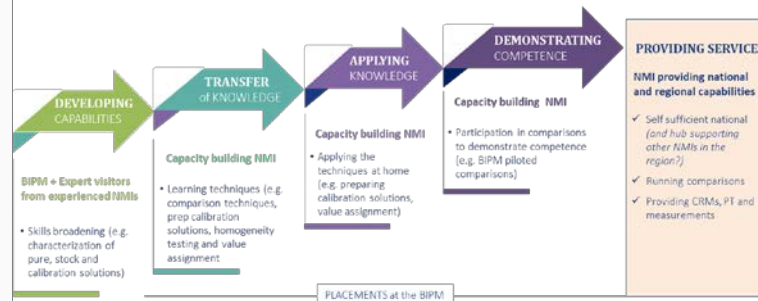 DEVELOPING
CAPABILITIES
BIPM + Expert visitors
from experienced NMIs
• Skills broadening (e.g.
characterization of
pure, stock and
calibration solutions)
TRANSFER
of KNOWLEDGE
Capacity building NMI
• Learning techniques (e.g.
comparison techniques,
prep calibration
solutions, homogeneity
testing and value
assignment
APPLYING
KNOWLEDGE
Capacity building NMI
• Applying the
techniques at home
(e.g. preparing
calibration solutions,
value assignment)
DEMONSTRATING
COMPETENCE
Capacity building NMI
• Participation in comparisons
to demonstrate competence
(e.g. BIPM piloted
comparisons)
PROVIDING SERVICE
NMI providing national
and regional capabilities
✓ Self sufficient national
(and hub supporting
other NMIs in the
region?)
✓ Running comparisons
✓ Providing CRMs, PT and
measurements
PLACEMENTS at the BIPM